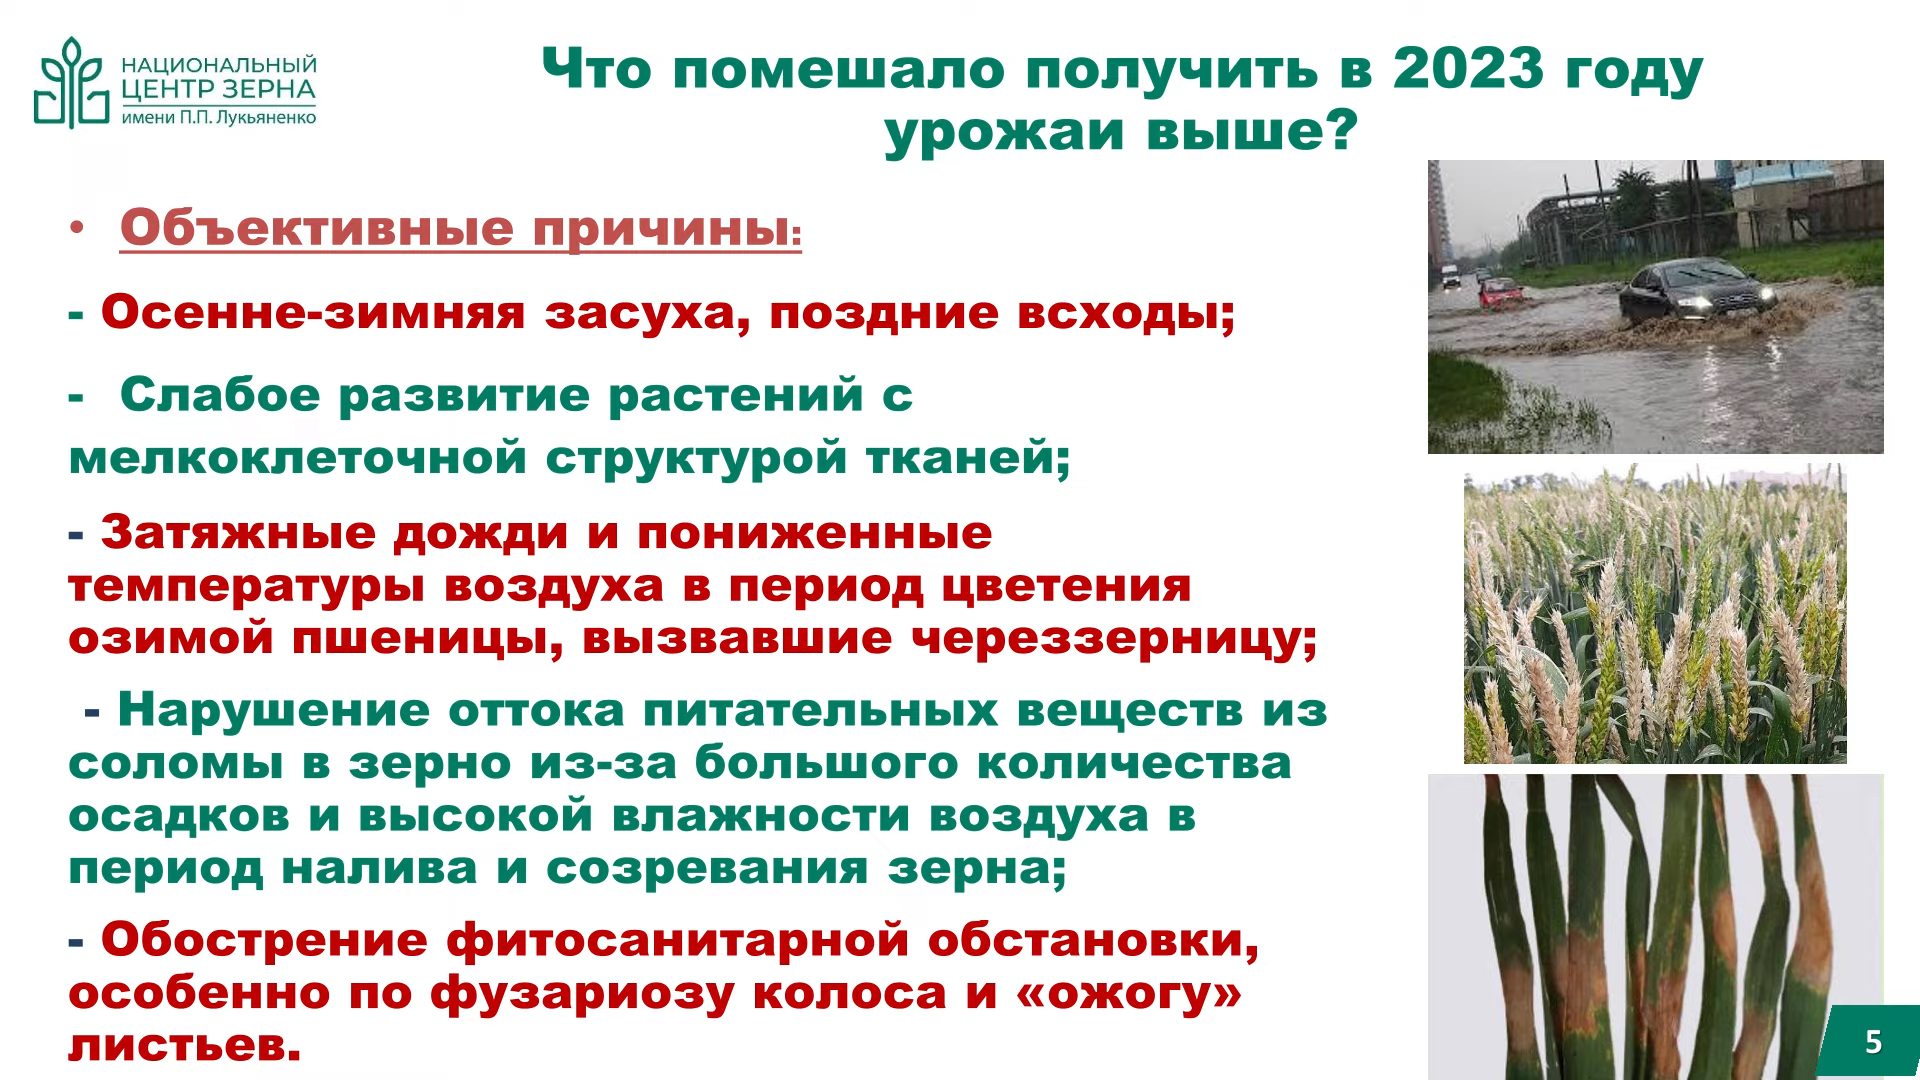 НАЦИОНАЛЬНЫЙ
ЦЕНТР ЗЕРНА
имени П.П. Лукьяненко
Что помешало получить в 2023 году
урожаи выше?
• Объективные причины:
- Осенне-зимняя засуха, поздние всходы;
- Слабое развитие растений с
мелкоклеточной структурой тканей;
- Затяжные дожди и пониженные
температуры воздуха в период цветения
озимой пшеницы, вызвавшие череззерницу;
- Нарушение оттока питательных веществ из
соломы в зерно из-за большого количества
осадков и высокой влажности воздуха в
период налива и созревания зерна;
- Обострение фитосанитарной обстановки,
особенно по фузариозу колоса и «ожогу»
листьев.
5